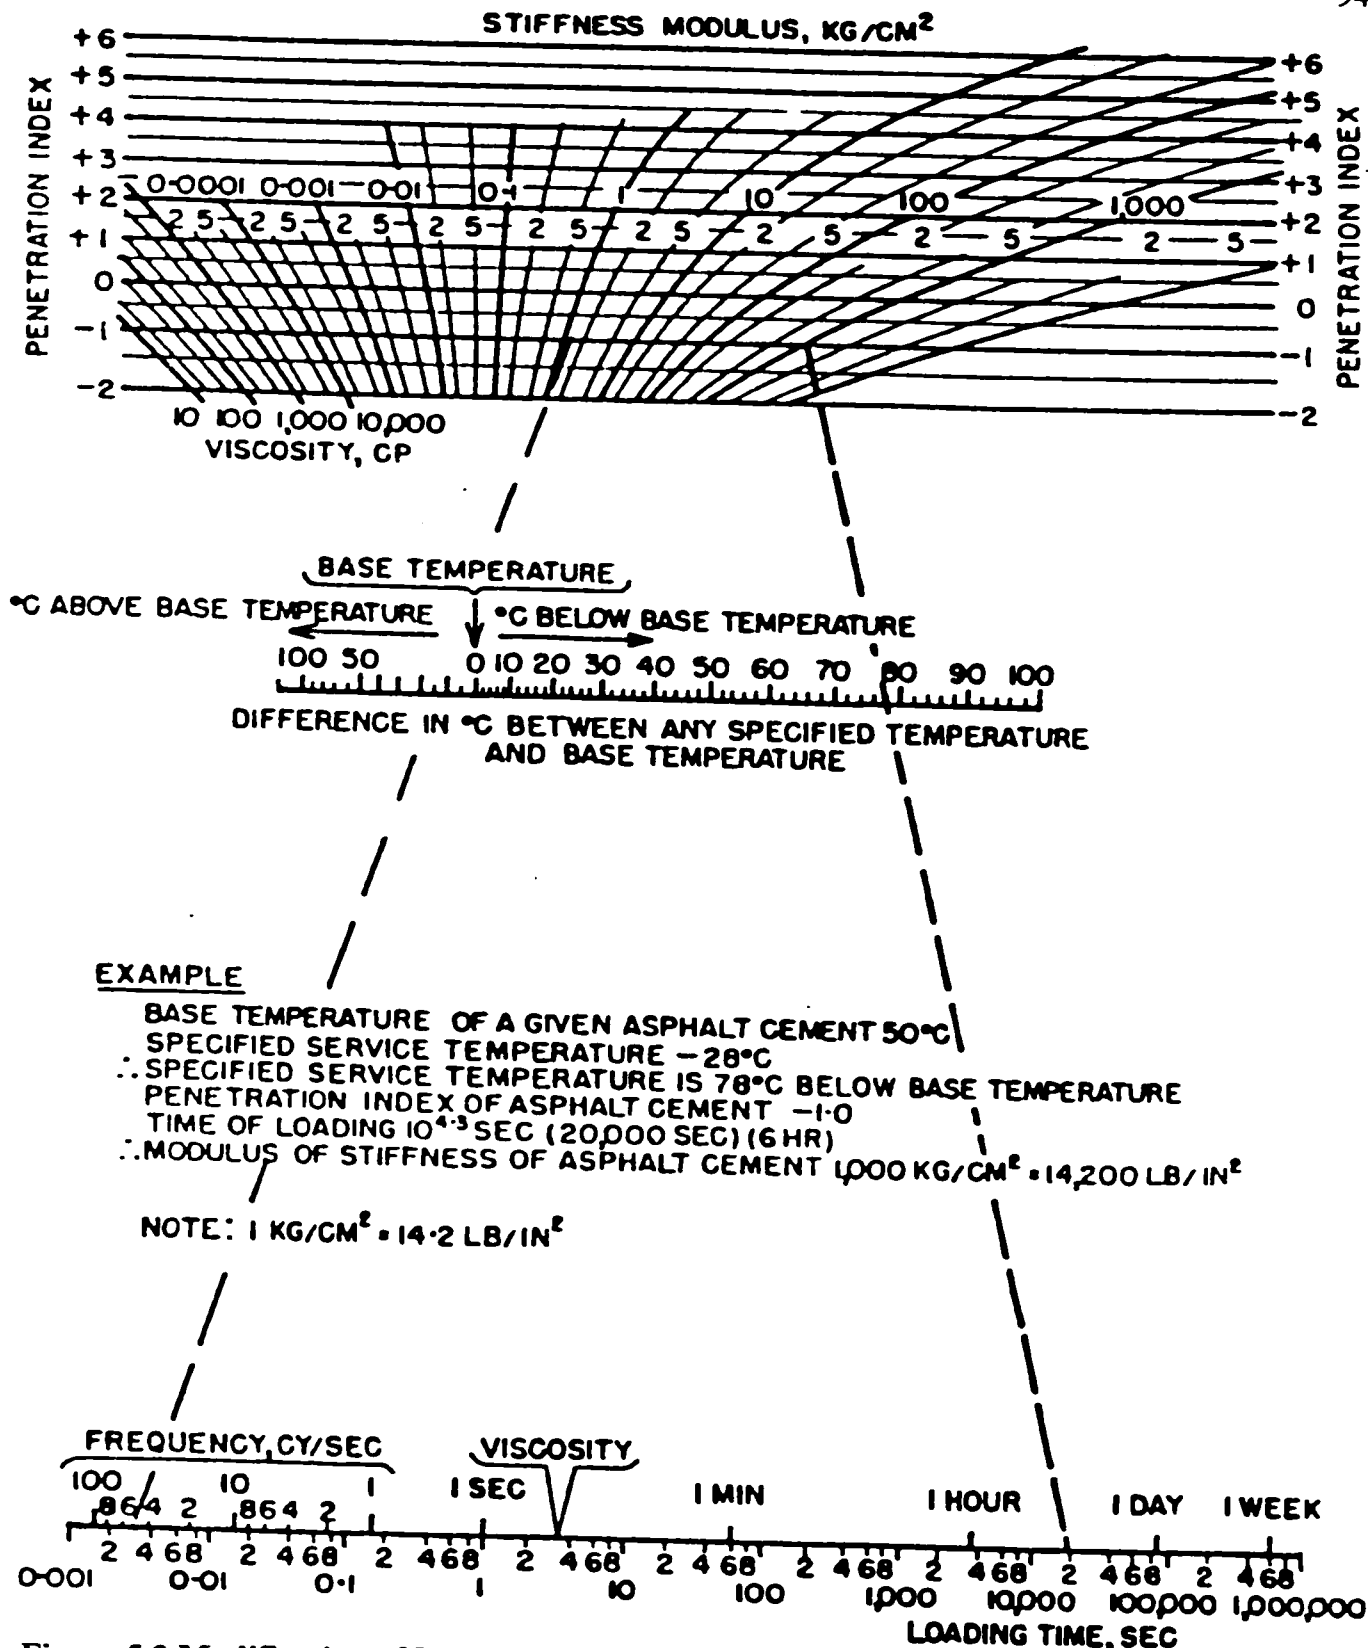 94
STIFFNESS MODULUS, KG/CM²
PENETRATION INDEX
+6
+5
+4
+3
+2
+1
0
-1
-2
0·0001 0·001 0·01 0·1 1 10 100 1,000
2 5 2 5 2 5 2 5 2 5 2 5 2 5 2 5 2 5
+6
+5
+4
+3
+2
+1
0
-1
-2
PENETRATION INDEX
10 100 1,000 10,000
VISCOSITY, CP
BASE TEMPERATURE
°C ABOVE BASE TEMPERATURE
°C BELOW BASE TEMPERATURE
100 50 0 10 20 30 40 50 60 70 80 90 100
DIFFERENCE IN °C BETWEEN ANY SPECIFIED TEMPERATURE
AND BASE TEMPERATURE
EXAMPLE
BASE TEMPERATURE OF A GIVEN ASPHALT CEMENT 50°C
SPECIFIED SERVICE TEMPERATURE -28°C
∴SPECIFIED SERVICE TEMPERATURE IS 78°C BELOW BASE TEMPERATURE
PENETRATION INDEX OF ASPHALT CEMENT -1·0
TIME OF LOADING 10⁴·³ SEC (20,000 SEC) (6 HR)
∴MODULUS OF STIFFNESS OF ASPHALT CEMENT 1,000 KG/CM² = 14,200 LB/IN²
NOTE: 1 KG/CM² = 14·2 LB/IN²
FREQUENCY, CY/SEC
VISCOSITY
100 10 1 1 SEC 1 MIN 1 HOUR 1 DAY 1 WEEK
8 6 4 2 8 6 4 2
2 4 6 8 2 4 6 8 2 4 6 8 2 4 6 8 2 4 6 8 2 4 6 8 2 4 6 8 2 4 6 8 2 4 6 8
0·001 0·01 0·1 1 10 100 1,000 10,000 100,000 1,000,000
LOADING TIME, SEC